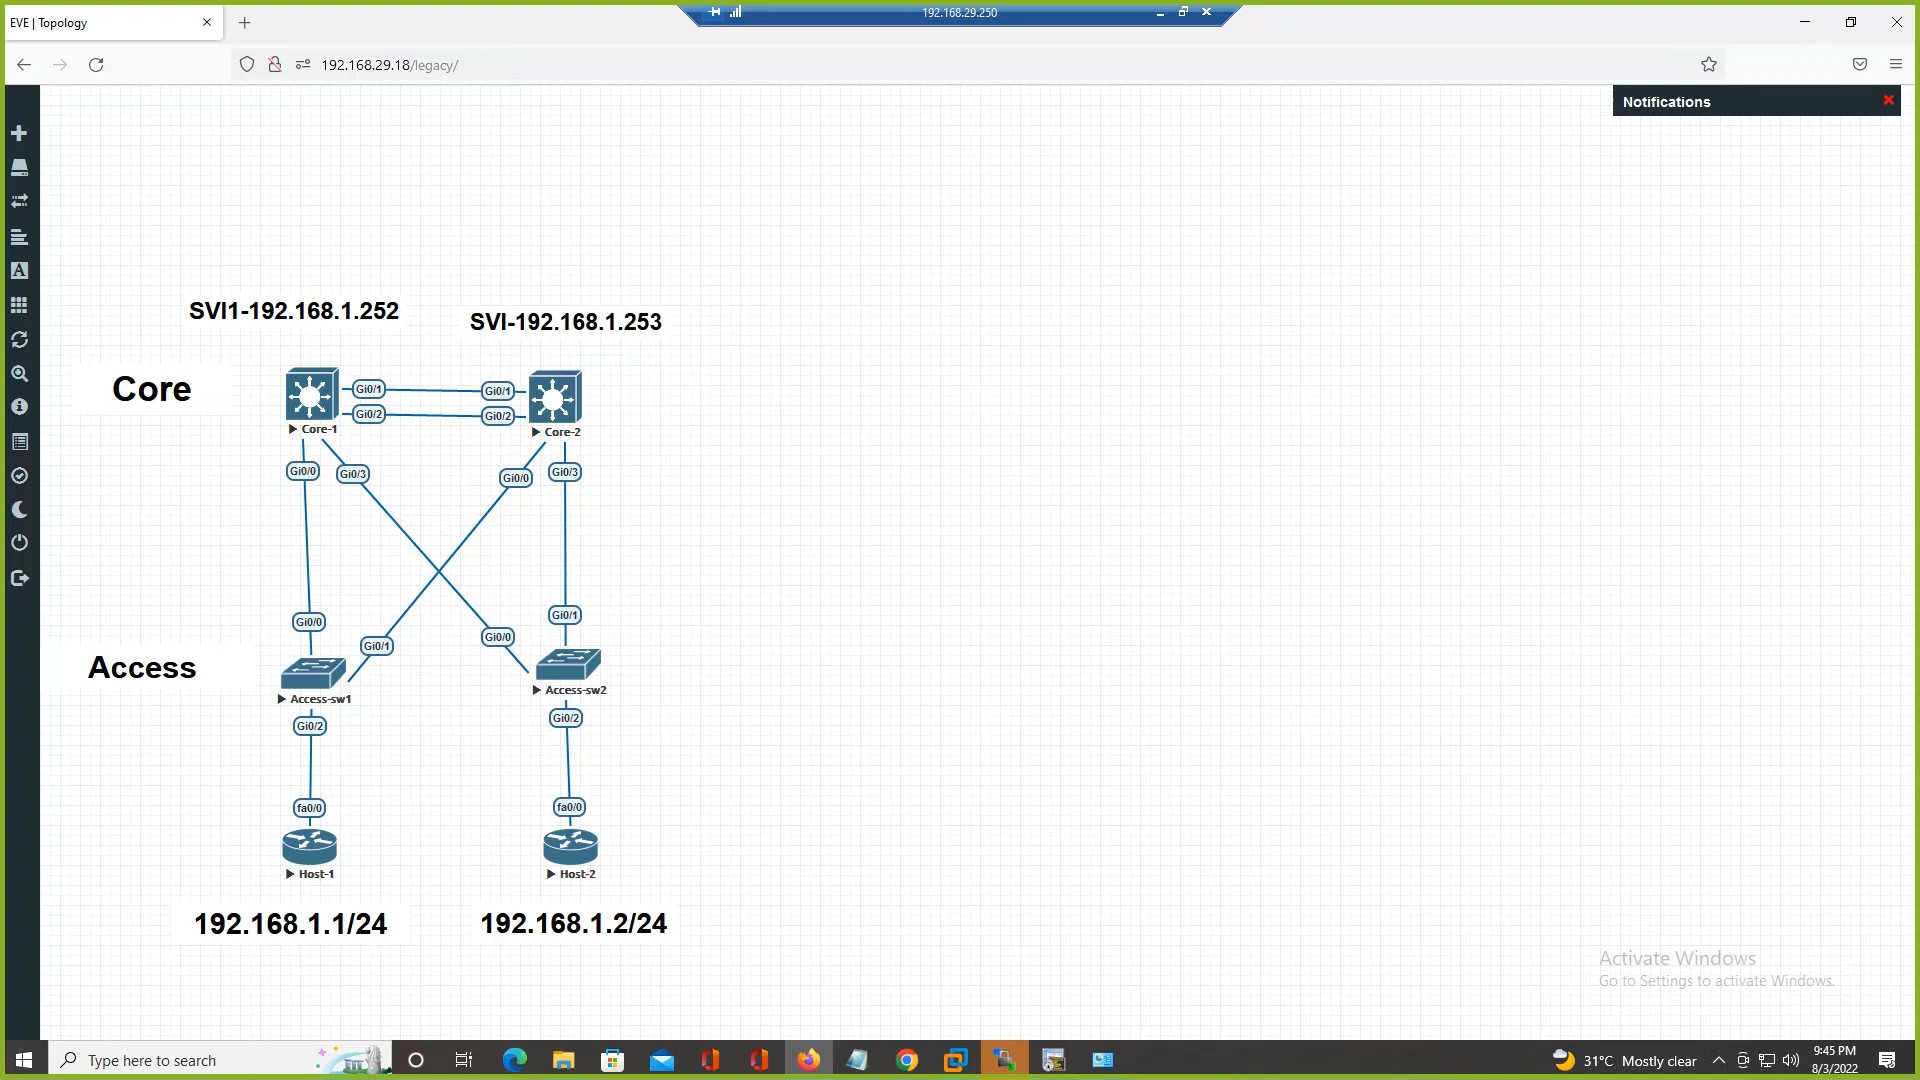 EVE | Topology
192.168.29.250
192.168.29.18/legacy/
Notifications
SVI1-192.168.1.252
SVI-192.168.1.253
Core
Gi0/1
Gi0/1
Gi0/2
Gi0/2
Core-1
Core-2
Gi0/0
Gi0/3
Gi0/0
Gi0/3
Gi0/0
Gi0/1
Gi0/0
Gi0/1
Access
Access-sw1
Access-sw2
Gi0/2
Gi0/2
fa0/0
fa0/0
Host-1
Host-2
192.168.1.1/24
192.168.1.2/24
Activate Windows
Go to Settings to activate Windows.
Type here to search
31°C Mostly clear
9:45 PM
8/3/2022